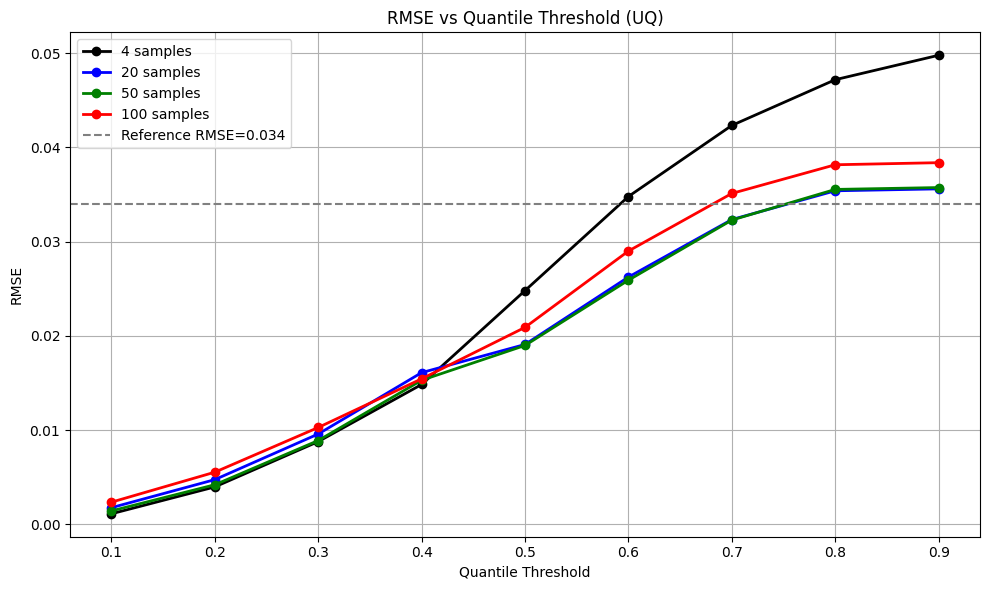 RMSE vs Quantile Threshold (UQ)
4 samples
20 samples
50 samples
100 samples
Reference RMSE=0.034
RMSE
0.05
0.04
0.03
0.02
0.01
0.00
0.1 0.2 0.3 0.4 0.5 0.6 0.7 0.8 0.9
Quantile Threshold